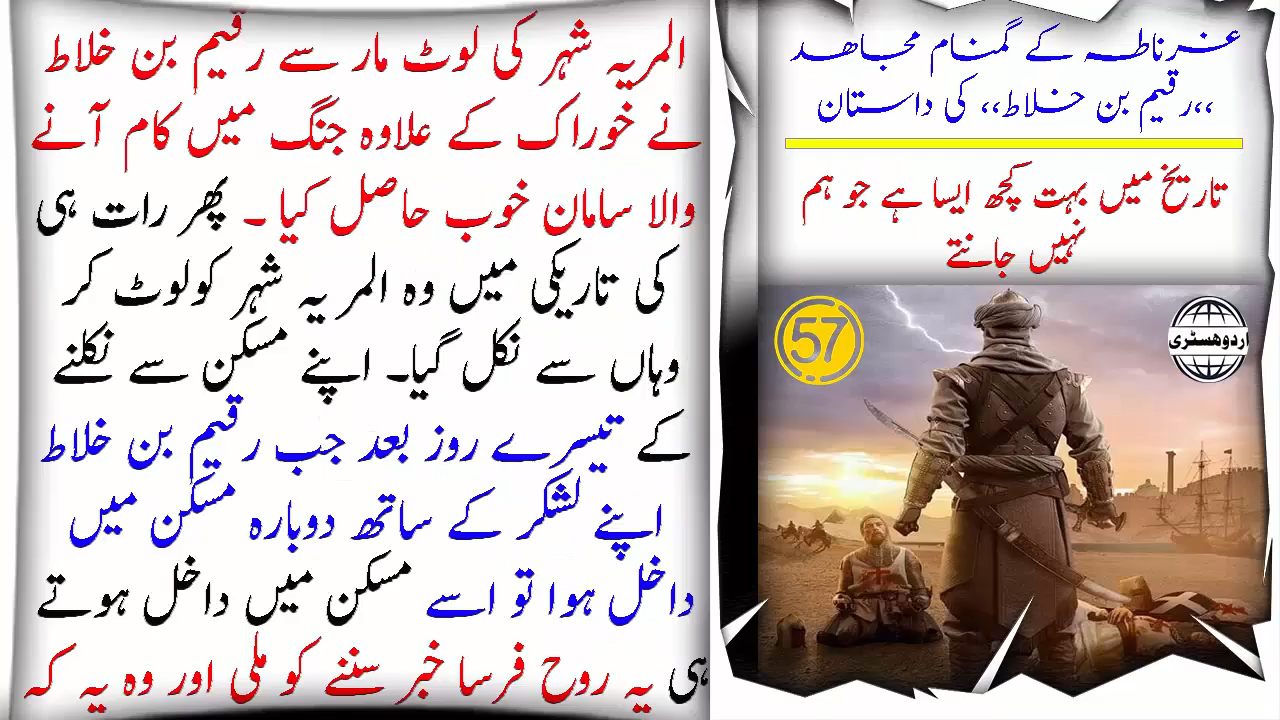 غرناطہ کے گمنام مجاھد
،،رقیم بن خلاط،، کی داستان
تاریخ میں بہت کچھ ایسا ہے جو ہم
نہیں جانتے
57
اردوھسٹری
المریہ شہر کی لوٹ مار سے رقیم بن خلاط
نے خوراک کے علاوہ جنگ میں کام آنے
والا سامان خوب حاصل کیا ۔ پھر رات ہی
کی تاریکی میں وہ المریہ شہر کولوٹ کر
وہاں سے نکل گیا۔ اپنے مسکن سے نکلنے
کے تیسرے روز بعد جب رقیم بن خلاط
اپنے لشکر کے ساتھ دوبارہ مسکن میں
داخل ہوا تو اسے مسکن میں داخل ہوتے
ہی یہ روح فرسا خبر سننے کو ملی اور وہ یہ کہ